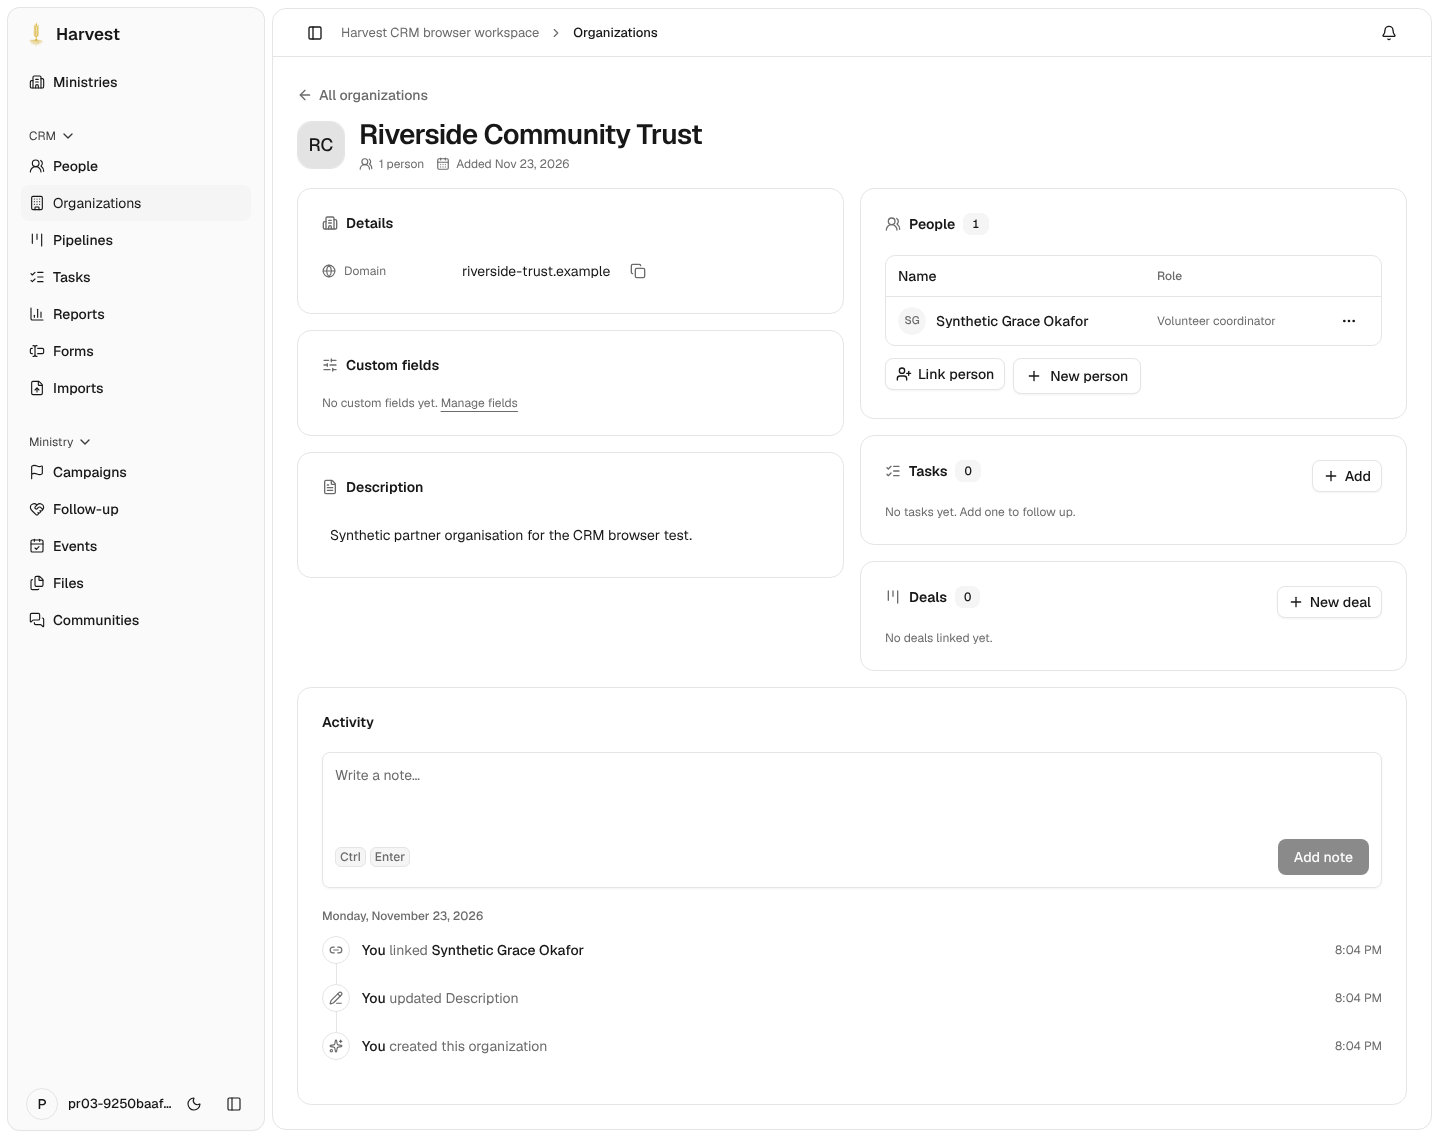 Harvest
Ministries
CRM
People
Organizations
Pipelines
Tasks
Reports
Forms
Imports
Ministry
Campaigns
Follow-up
Events
Files
Communities
P pr03-9250baaf...
Harvest CRM browser workspace > Organizations
All organizations
RC
Riverside Community Trust
1 person Added Nov 23, 2026
Details
Domain riverside-trust.example
Custom fields
No custom fields yet. Manage fields
Description
Synthetic partner organisation for the CRM browser test.
People 1
Name Role
SG Synthetic Grace Okafor Volunteer coordinator ...
Link person + New person
Tasks 0 + Add
No tasks yet. Add one to follow up.
Deals 0 + New deal
No deals linked yet.
Activity
Write a note...
Ctrl Enter Add note
Monday, November 23, 2026
You linked Synthetic Grace Okafor 8:04 PM
You updated Description 8:04 PM
You created this organization 8:04 PM